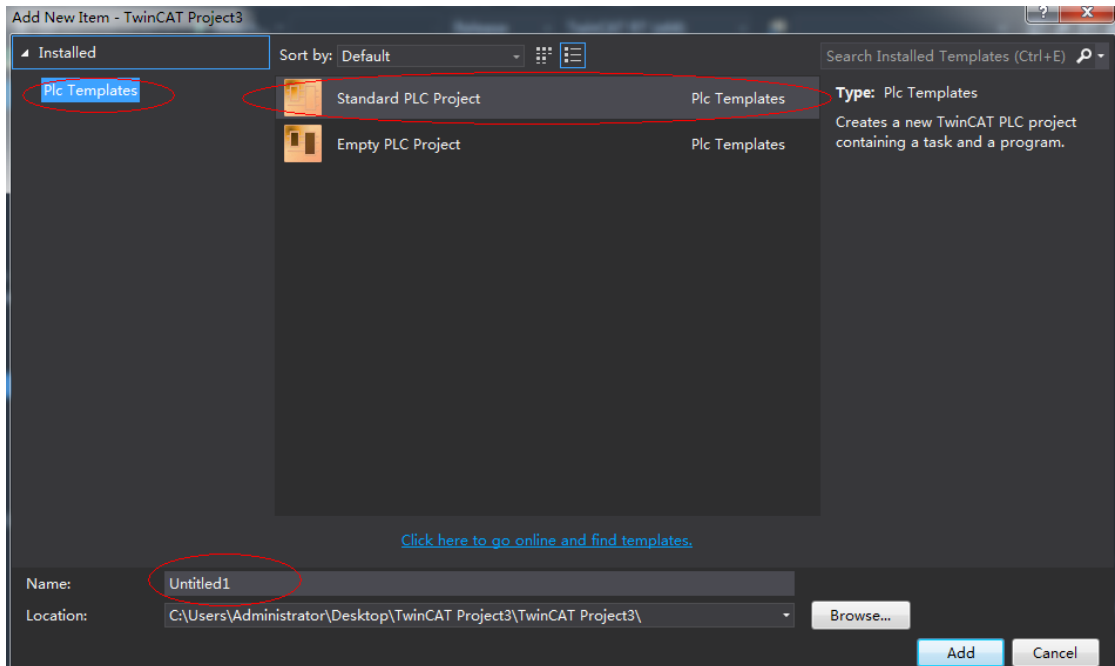 Add New Item - TwinCAT Project3
Installed
Sort by: Default
Search Installed Templates (Ctrl+E)
Plc Templates
Standard PLC Project Plc Templates
Empty PLC Project Plc Templates
Type: Plc Templates
Creates a new TwinCAT PLC project
containing a task and a program.
Click here to go online and find templates.
Name: Untitled1
Location: C:\Users\Administrator\Desktop\TwinCAT Project3\TwinCAT Project3\
Browse...
Add Cancel